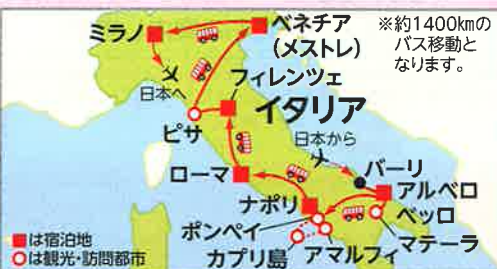 ミラノ
ベネチア
(メストレ)
※約1400kmの
バス移動と
なります。
日本へ
フィレンツェ
イタリア
ピサ
日本から
バーリ
ローマ
アルベロ
ベッロ
ナポリ
ポンペイ
マテーラ
カプリ島
アマルフィ
■は宿泊地
○は観光・訪問都市